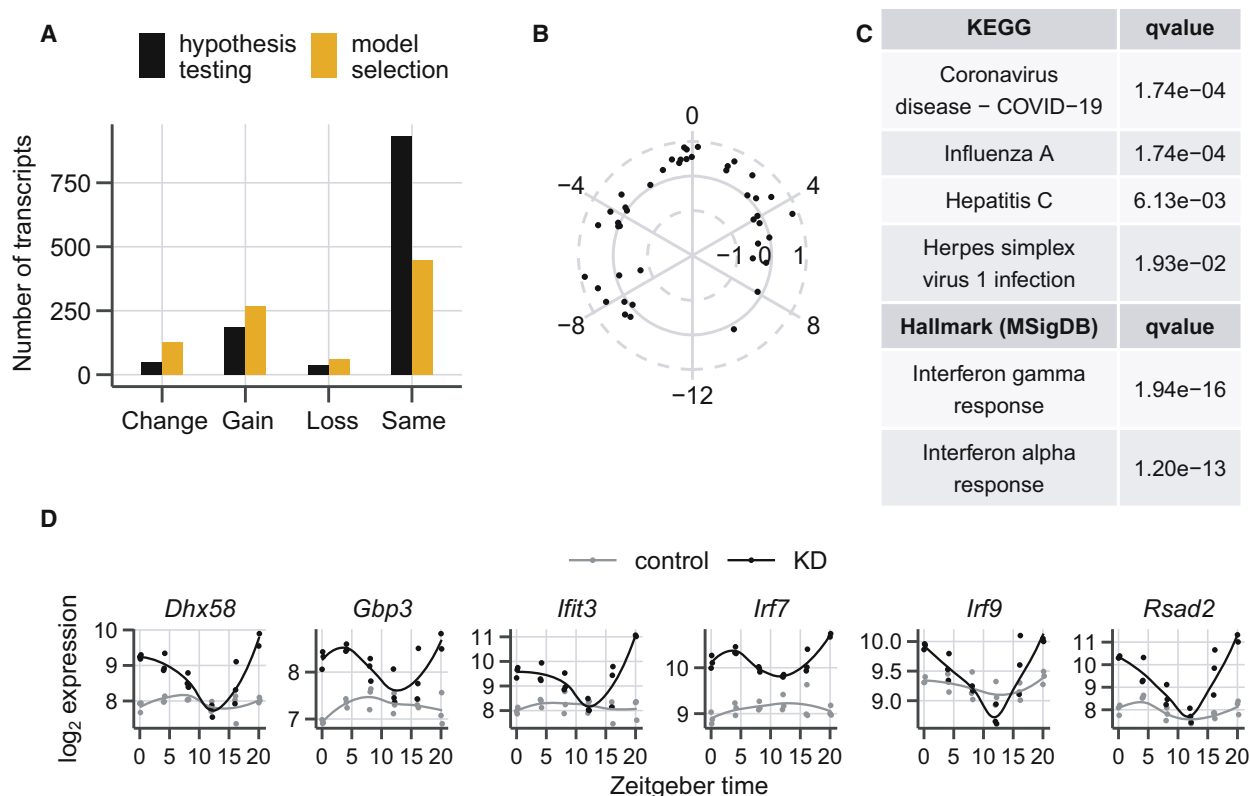 A
hypothesis
testing
model
selection
Number of transcripts
750
500
250
0
Change Gain Loss Same
B
0
4
8
−12
−8
−4
−1 0 1
C
KEGG qvalue
Coronavirus
disease − COVID−19
1.74e−04
Influenza A 1.74e−04
Hepatitis C 6.13e−03
Herpes simplex
virus 1 infection
1.93e−02
Hallmark (MSigDB) qvalue
Interferon gamma
response
1.94e−16
Interferon alpha
response
1.20e−13
D
control KD
log2 expression
Dhx58
10
9
8
0 5 10 15 20
Gbp3
8
7
0 5 10 15 20
Ifit3
11
10
9
8
0 5 10 15 20
Irf7
10
9
0 5 10 15 20
Irf9
10.0
9.5
9.0
0 5 10 15 20
Rsad2
11
10
9
8
0 5 10 15 20
Zeitgeber time